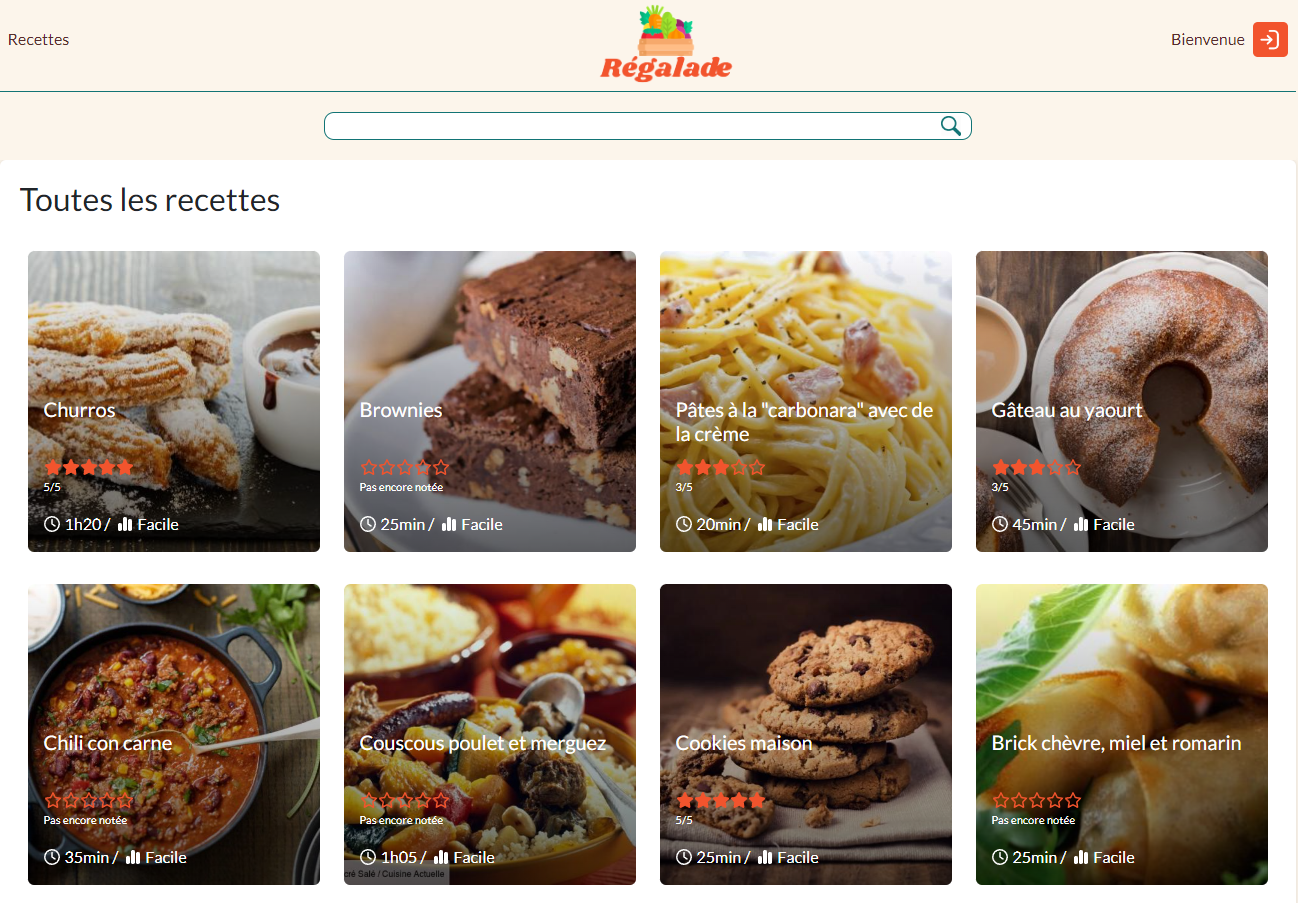 Recettes
Régalade
Bienvenue
Toutes les recettes
Churros
5/5
1h20 / Facile
Brownies
Pas encore notée
25min / Facile
Pâtes à la "carbonara" avec de
la crème
3/5
20min / Facile
Gâteau au yaourt
3/5
45min / Facile
Chili con carne
Pas encore notée
35min / Facile
Couscous poulet et merguez
Pas encore notée
1h05 / Facile
cré Salé / Cuisine Actuelle
Cookies maison
5/5
25min / Facile
Brick chèvre, miel et romarin
Pas encore notée
25min / Facile